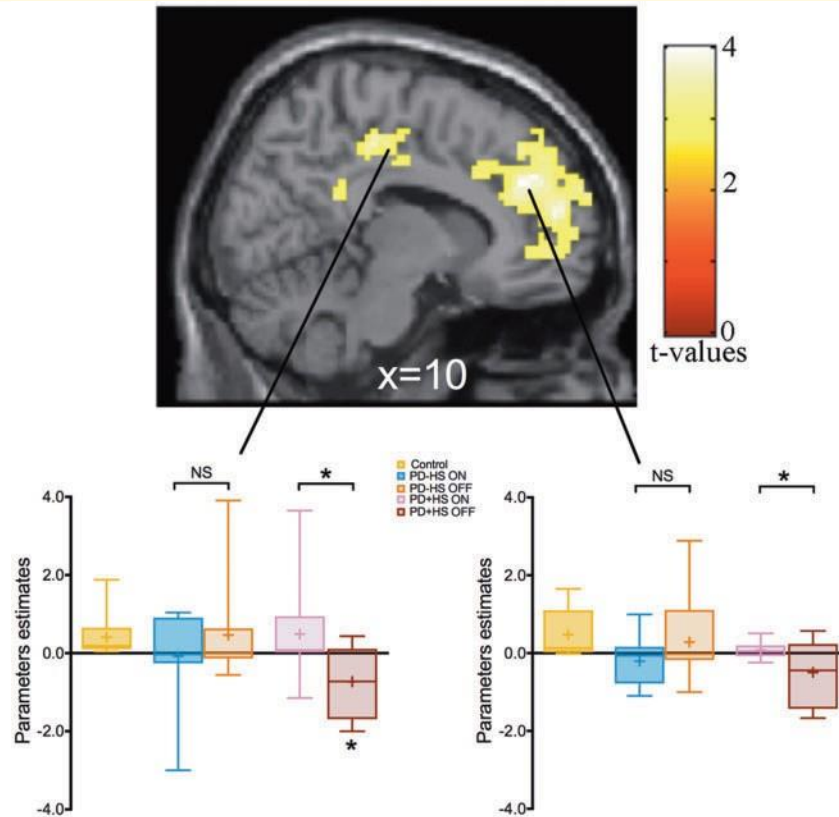 4
2
0
t-values
x=10
Control
PD-HS ON
PD-HS OFF
PD+HS ON
PD+HS OFF
NS
*
4.0
2.0
0.0
-2.0
-4.0
Parameters estimates
*
NS
*
4.0
2.0
0.0
-2.0
-4.0
Parameters estimates